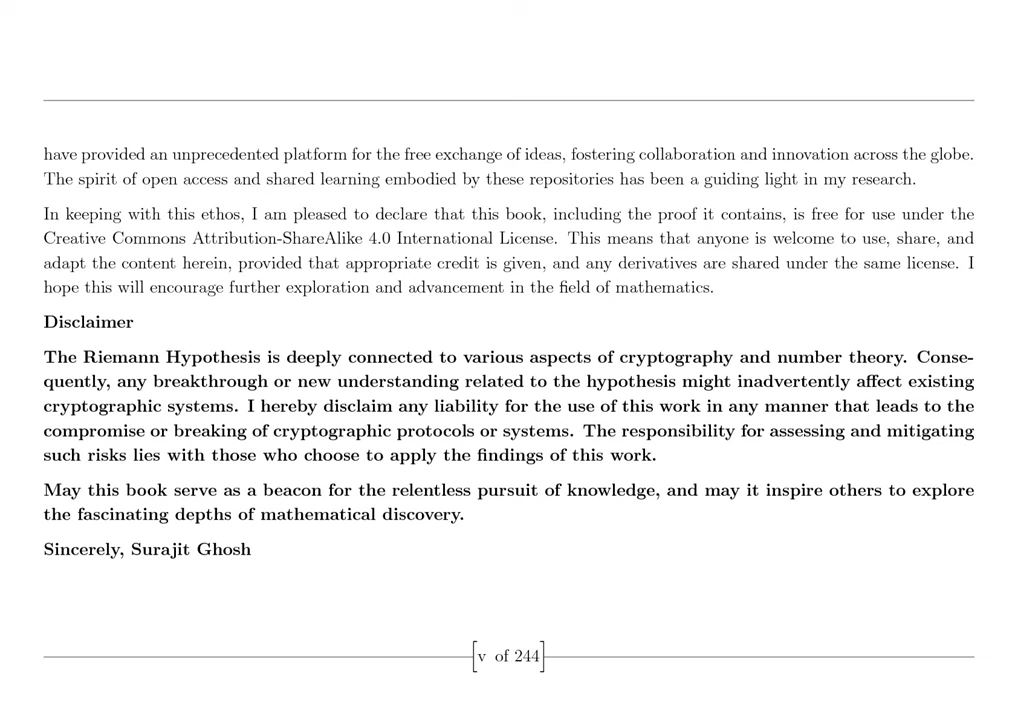 have provided an unprecedented platform for the free exchange of ideas, fostering collaboration and innovation across the globe.
The spirit of open access and shared learning embodied by these repositories has been a guiding light in my research.
In keeping with this ethos, I am pleased to declare that this book, including the proof it contains, is free for use under the
Creative Commons Attribution-ShareAlike 4.0 International License. This means that anyone is welcome to use, share, and
adapt the content herein, provided that appropriate credit is given, and any derivatives are shared under the same license. I
hope this will encourage further exploration and advancement in the field of mathematics.
Disclaimer
The Riemann Hypothesis is deeply connected to various aspects of cryptography and number theory. Conse-
quently, any breakthrough or new understanding related to the hypothesis might inadvertently affect existing
cryptographic systems. I hereby disclaim any liability for the use of this work in any manner that leads to the
compromise or breaking of cryptographic protocols or systems. The responsibility for assessing and mitigating
such risks lies with those who choose to apply the findings of this work.
May this book serve as a beacon for the relentless pursuit of knowledge, and may it inspire others to explore
the fascinating depths of mathematical discovery.
Sincerely, Surajit Ghosh
[v of 244]